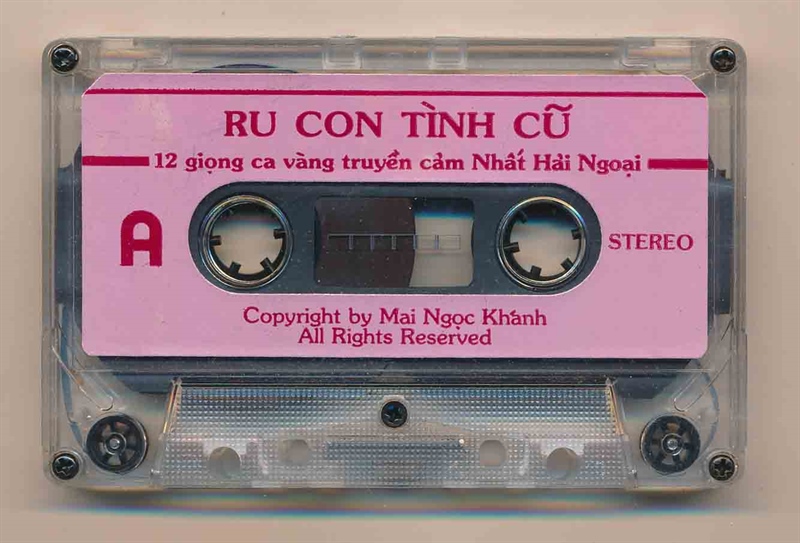 RU CON TÌNH CŨ
12 giọng ca vàng truyền cảm Nhất Hải Ngoại
A
STEREO
Copyright by Mai Ngọc Khánh
All Rights Reserved